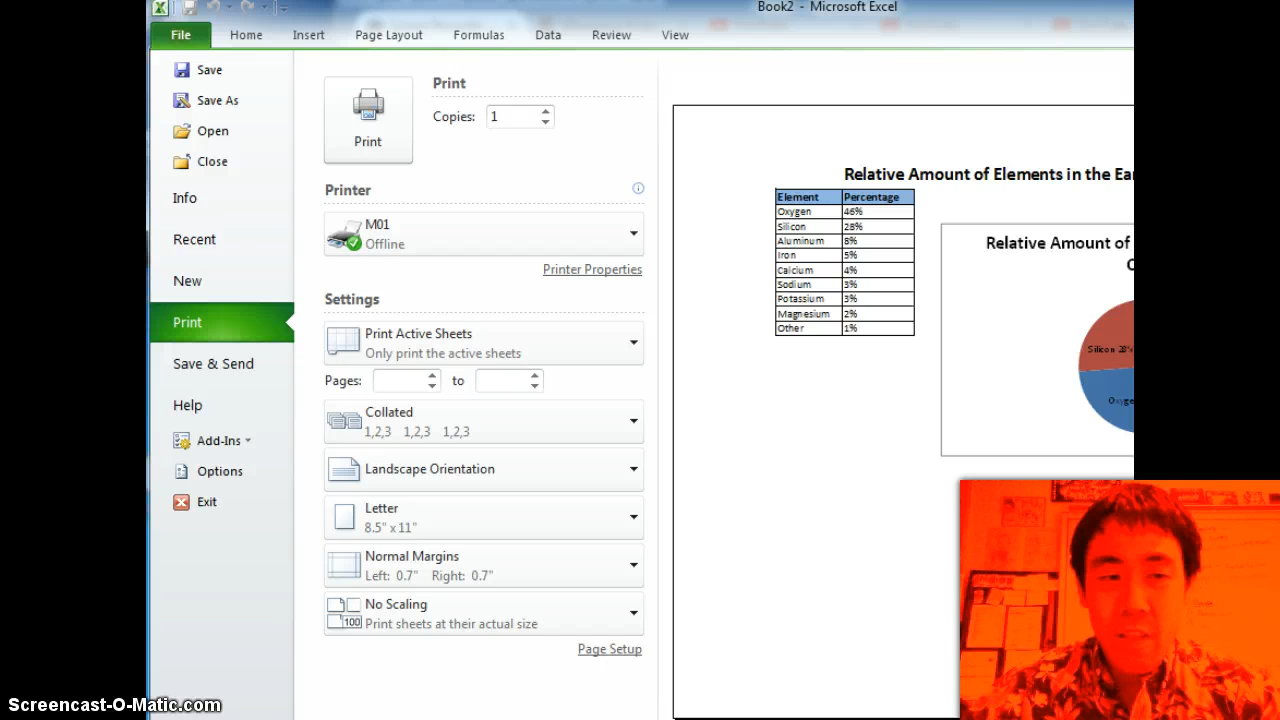 Book2 - Microsoft Excel
File Home Insert Page Layout Formulas Data Review View
Save
Save As
Open
Close
Info
Recent
New
Print
Save & Send
Help
Add-Ins
Options
Exit
Print
Print
Copies: 1
Printer
M01
Offline
Printer Properties
Settings
Print Active Sheets
Only print the active sheets
Pages: to
Collated
1,2,3 1,2,3 1,2,3
Landscape Orientation
Letter
8.5" x 11"
Normal Margins
Left: 0.7" Right: 0.7"
No Scaling
100
Print sheets at their actual size
Page Setup
Relative Amount of Elements in the Ea
Element Percentage
Oxygen 46%
Silicon 28%
Aluminum 8%
Iron 5%
Calcium 4%
Sodium 3%
Potassium 3%
Magnesium 2%
Other 1%
Relative Amount of
Silicon 28%
Oxyge
Screencast-O-Matic.com